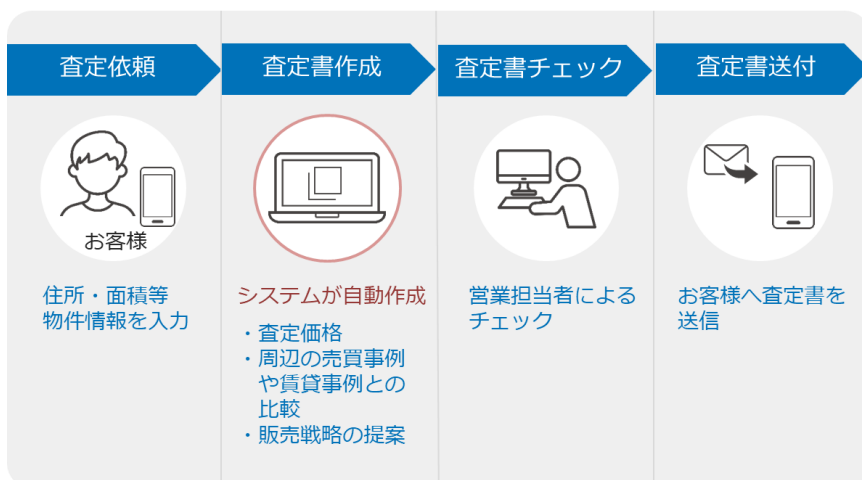 査定依頼
査定書作成
査定書チェック
査定書送付
お客様
住所・面積等
物件情報を入力
システムが自動作成
・査定価格
・周辺の売買事例
や賃貸事例との
比較
・販売戦略の提案
営業担当者による
チェック
お客様へ査定書を
送信